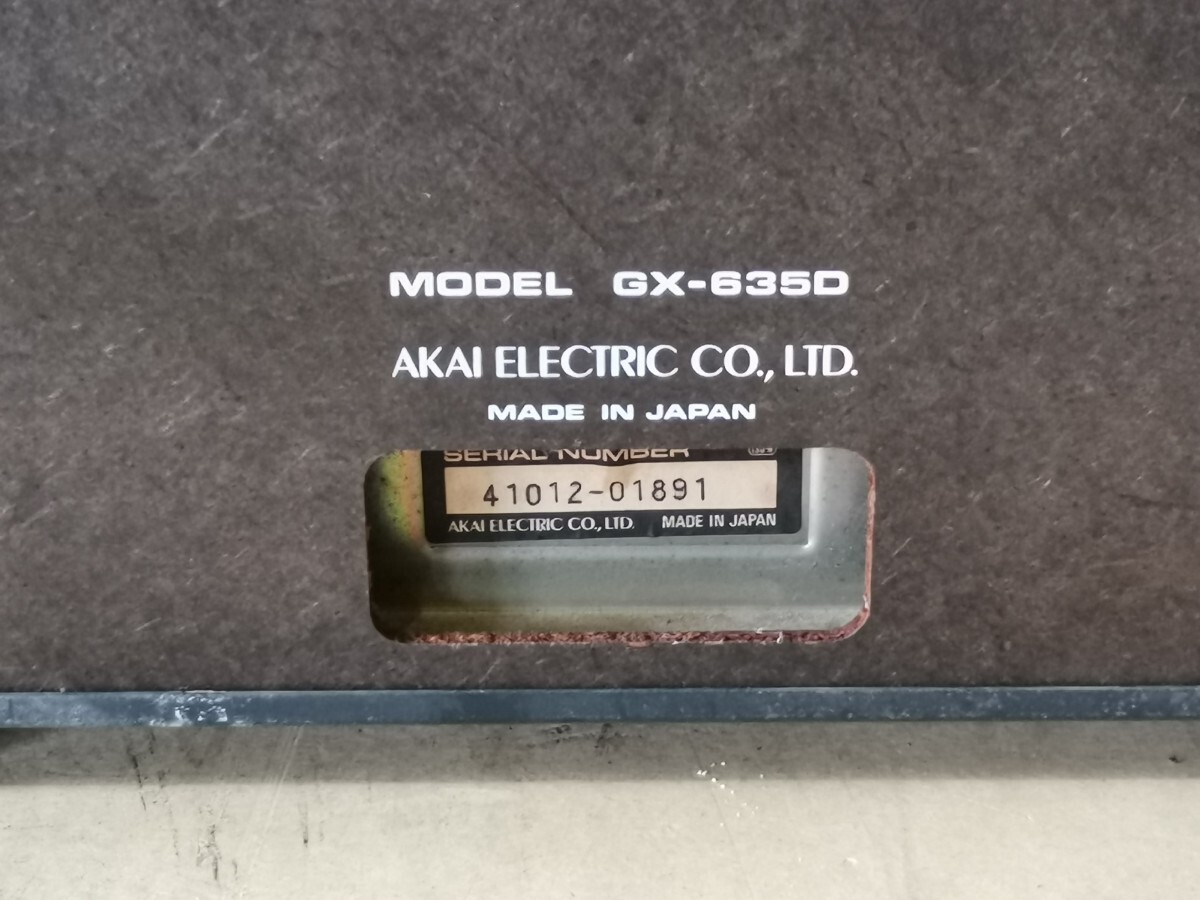 MODEL GX-635D
AKAI ELECTRIC CO., LTD.
MADE IN JAPAN
SERIAL NUMBER
41012-01891
AKAI ELECTRIC CO., LTD. MADE IN JAPAN